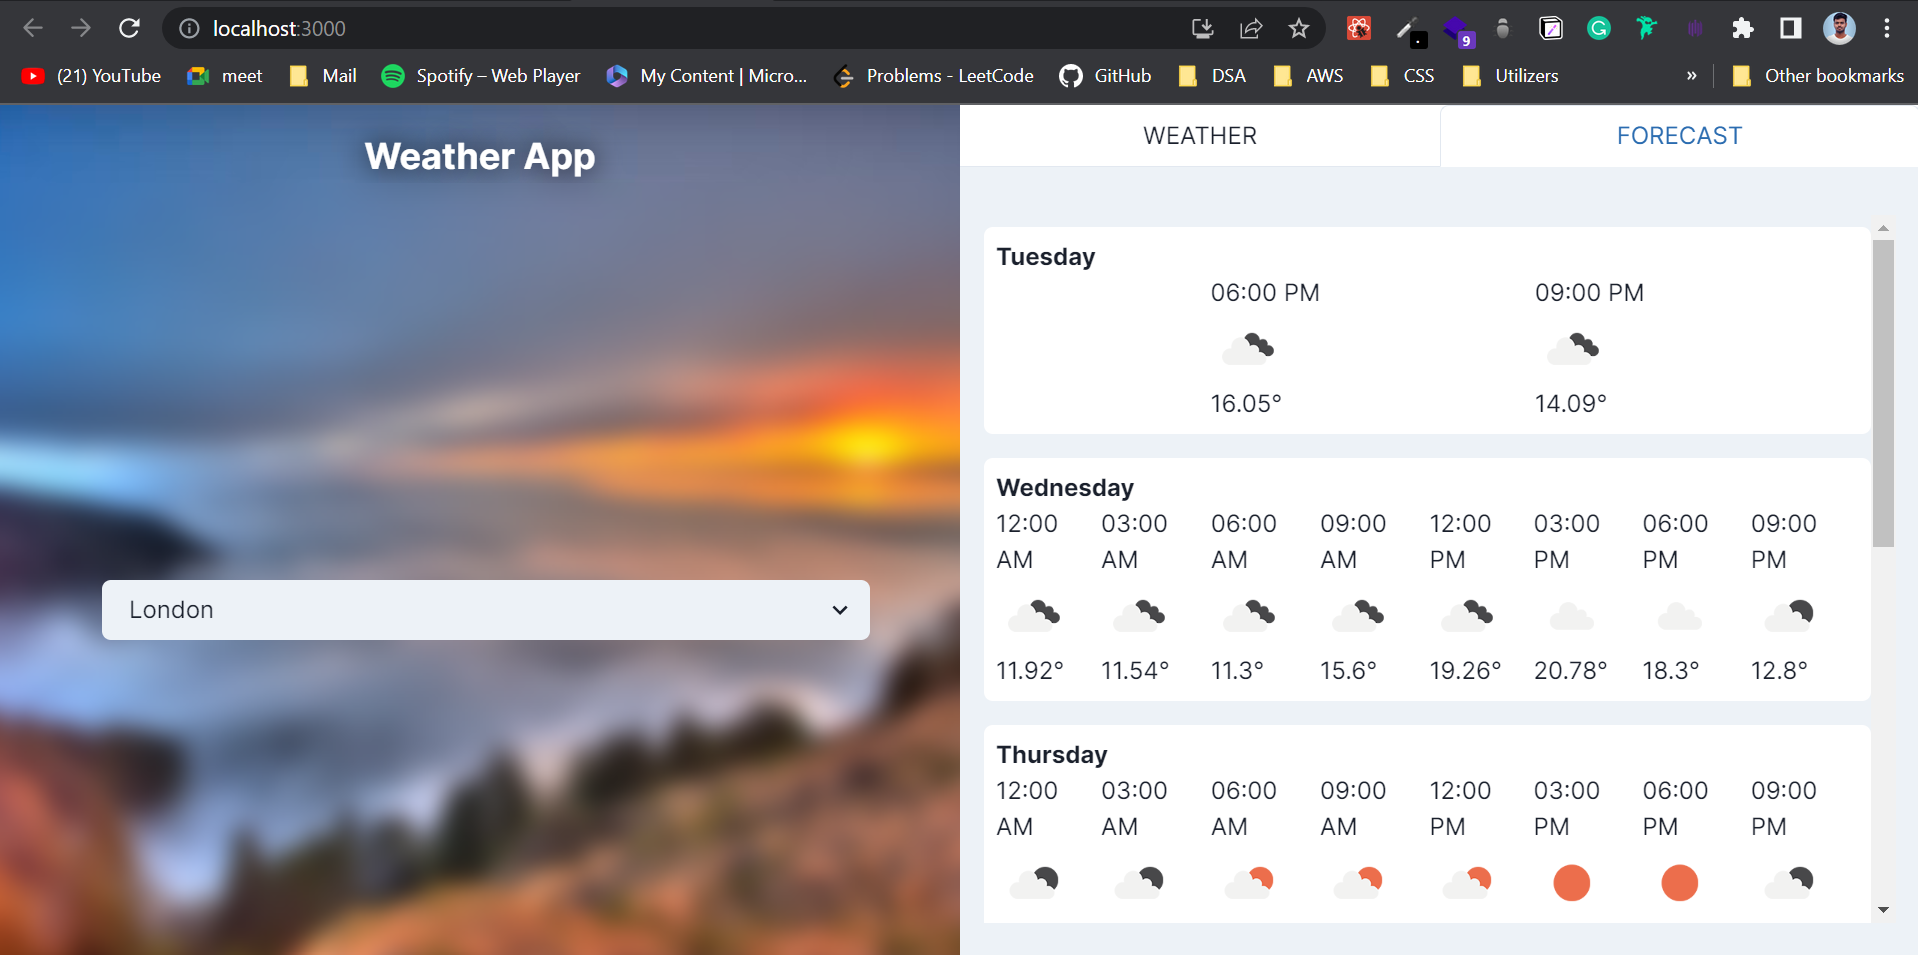 localhost:3000
9
(21) YouTube meet Mail Spotify – Web Player My Content | Micro... Problems - LeetCode GitHub DSA AWS CSS Utilizers » Other bookmarks
Weather App
London
WEATHER FORECAST
Tuesday
06:00 PM 09:00 PM
16.05° 14.09°
Wednesday
12:00 03:00 06:00 09:00 12:00 03:00 06:00 09:00
AM AM AM AM PM PM PM PM
11.92° 11.54° 11.3° 15.6° 19.26° 20.78° 18.3° 12.8°
Thursday
12:00 03:00 06:00 09:00 12:00 03:00 06:00 09:00
AM AM AM AM PM PM PM PM